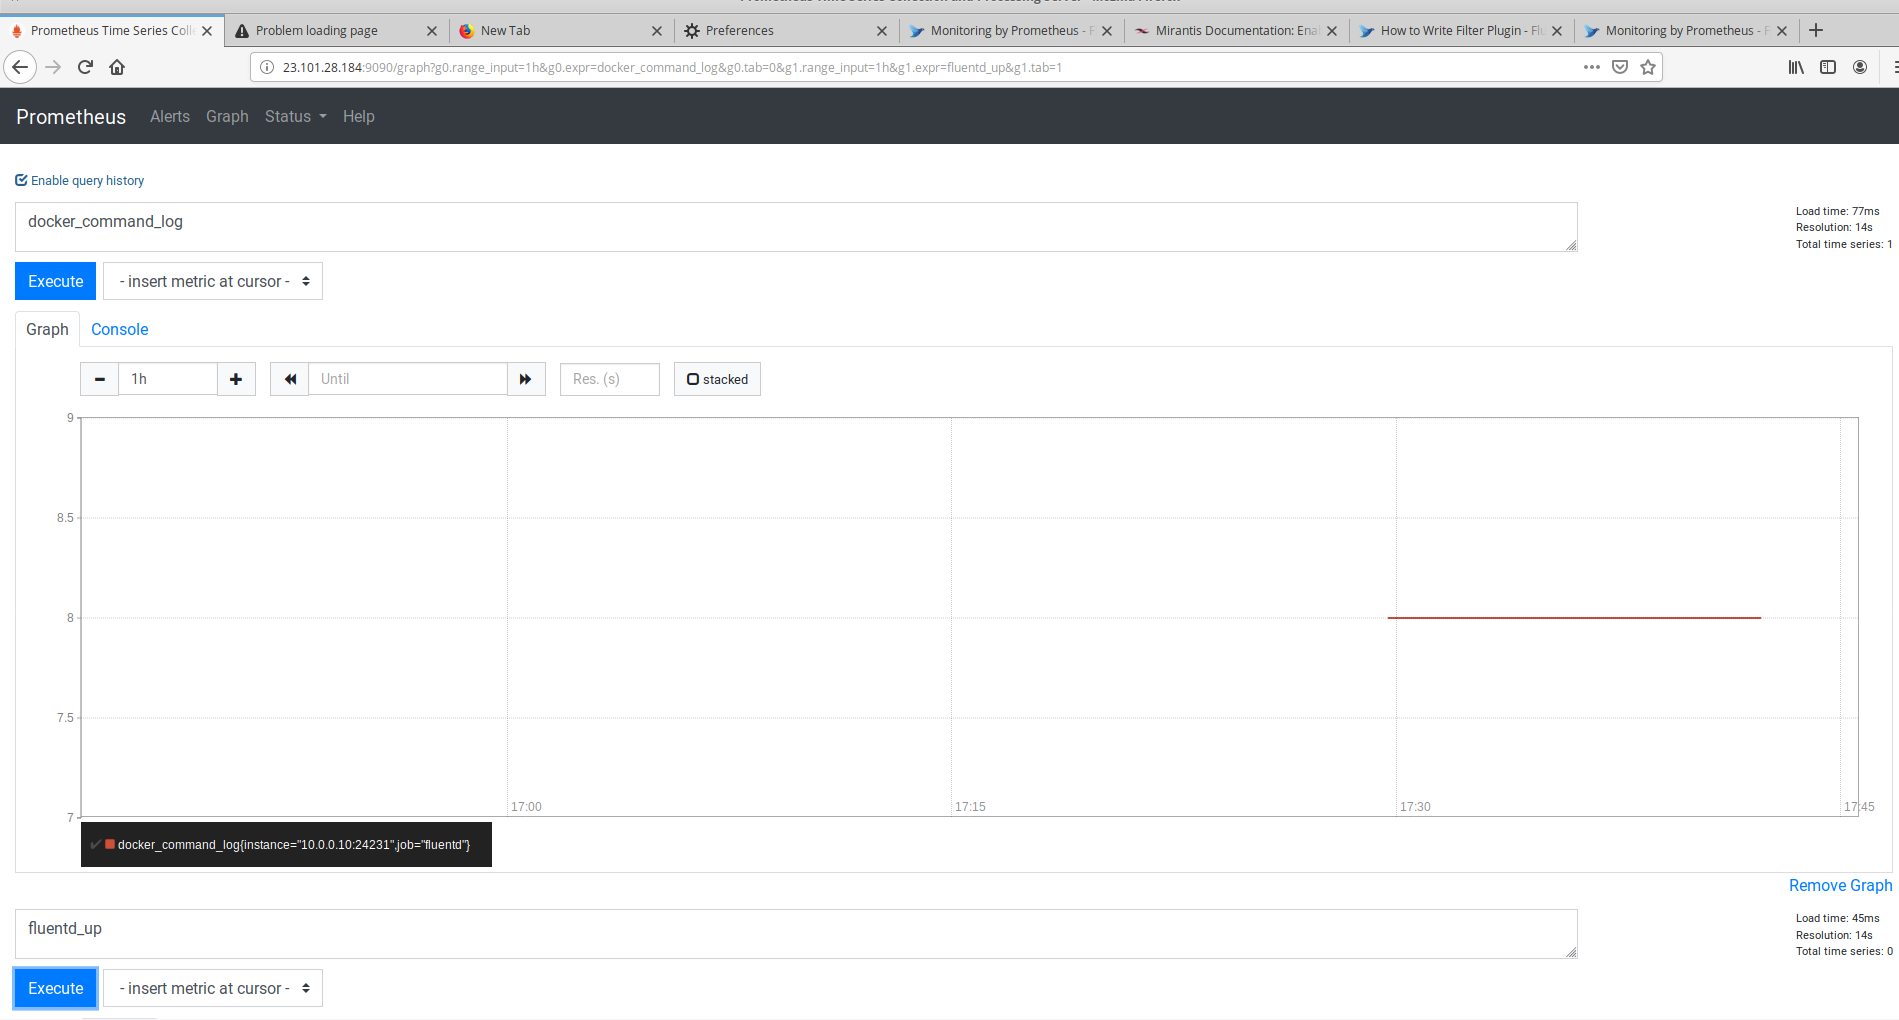 Prometheus Time Series Coll
Problem loading page
New Tab
Preferences
Monitoring by Prometheus - F
Mirantis Documentation: Ena
How to Write Filter Plugin - Flu
Monitoring by Prometheus - F
23.101.28.184:9090/graph?g0.range_input=1h&g0.expr=docker_command_log&g0.tab=0&g1.range_input=1h&g1.expr=fluentd_up&g1.tab=1
Prometheus Alerts Graph Status Help
Enable query history
docker_command_log
Load time: 77ms
Resolution: 14s
Total time series: 1
Execute - insert metric at cursor -
Graph Console
1h Until Res. (s) stacked
9
8.5
8
7.5
7
17:00 17:15 17:30 17:45
docker_command_log{instance="10.0.0.10:24231",job="fluentd"}
Remove Graph
fluentd_up
Load time: 45ms
Resolution: 14s
Total time series: 0
Execute - insert metric at cursor -